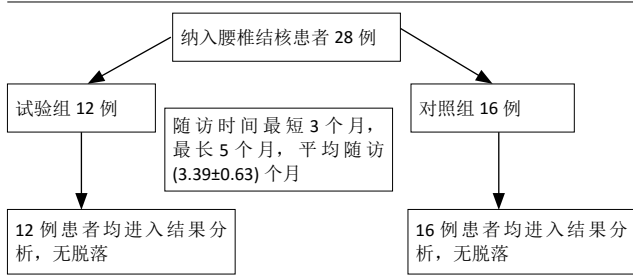 纳入腰椎结核患者 28 例
试验组 12 例
对照组 16 例
随访时间最短 3 个月，
最长 5 个月，平均随访
(3.39±0.63) 个月
12 例患者均进入结果分
析，无脱落
16 例患者均进入结果分
析，无脱落